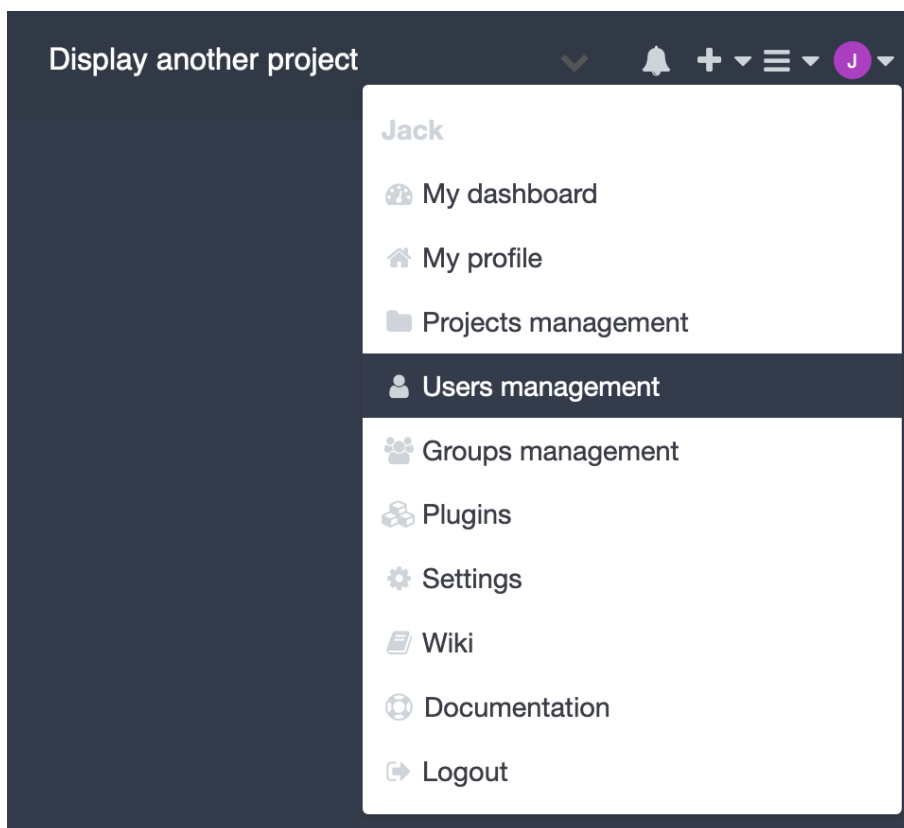 Display another project
J
Jack
My dashboard
My profile
Projects management
Users management
Groups management
Plugins
Settings
Wiki
Documentation
Logout